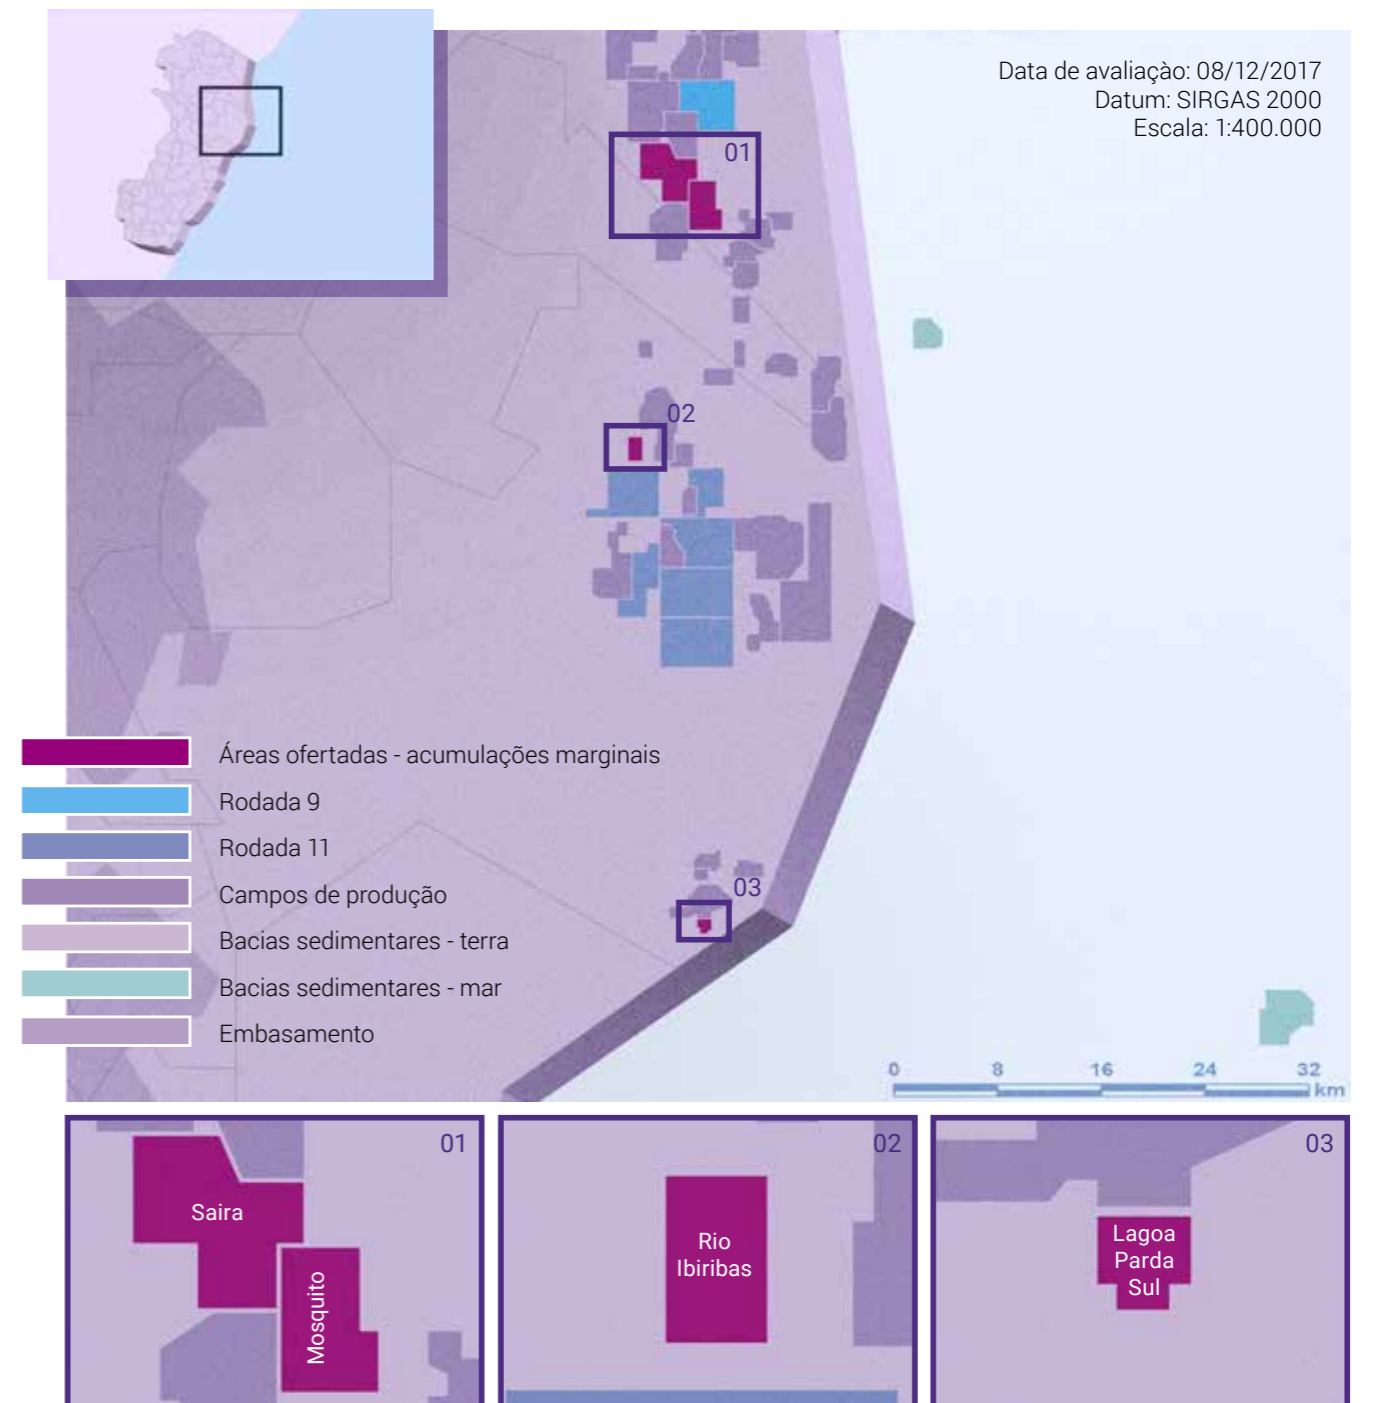 Data de avaliaçào: 08/12/2017
Datum: SIRGAS 2000
Escala: 1:400.000
01
02
03
Áreas ofertadas - acumulações marginais
Rodada 9
Rodada 11
Campos de produção
Bacias sedimentares - terra
Bacias sedimentares - mar
Embasamento
0 8 16 24 32
km
01
Saira
Mosquito
02
Rio
Ibiribas
03
Lagoa
Parda
Sul